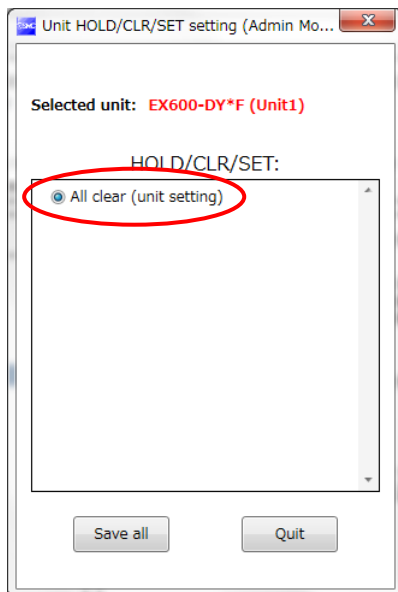 Unit HOLD/CLR/SET setting (Admin Mo...
Selected unit: EX600-DY*F (Unit1)
HOLD/CLR/SET:
All clear (unit setting)
Save all Quit